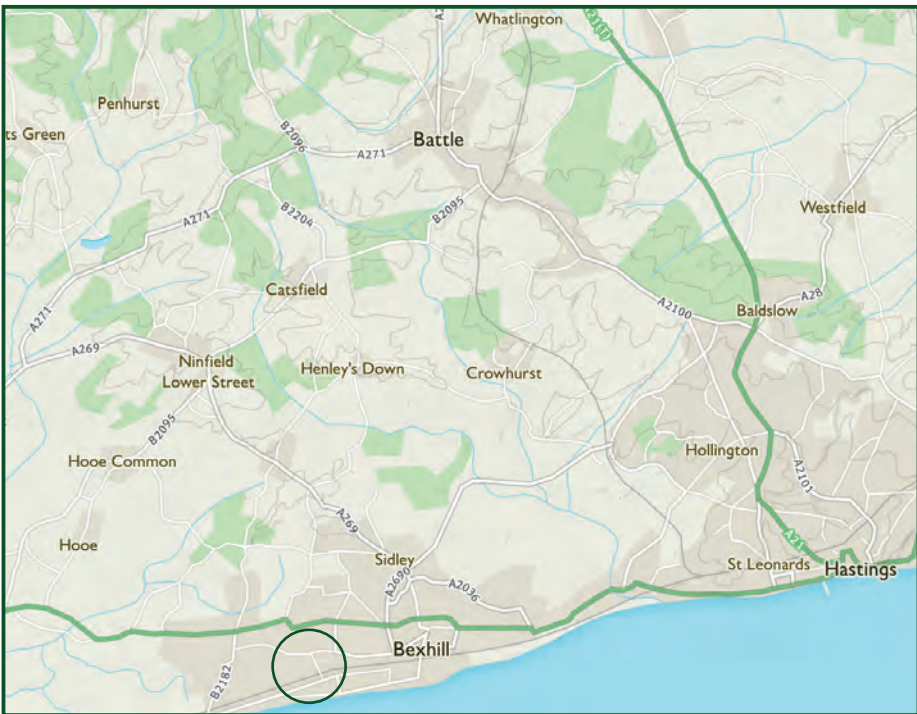 Whatlington
A21(T)
A2
Penhurst
ts Green
B2096
Battle
A271
A271
B2204
B2095
Westfield
Catsfield
A28
Baldslow
A2100
A271
A269
Ninfield
Lower Street
Henley's Down
Crowhurst
B2095
Hollington
A2101
Hooe Common
A269
A21
Hooe
Sidley
St Leonards
Hastings
A2690
A2036
Bexhill
B2182